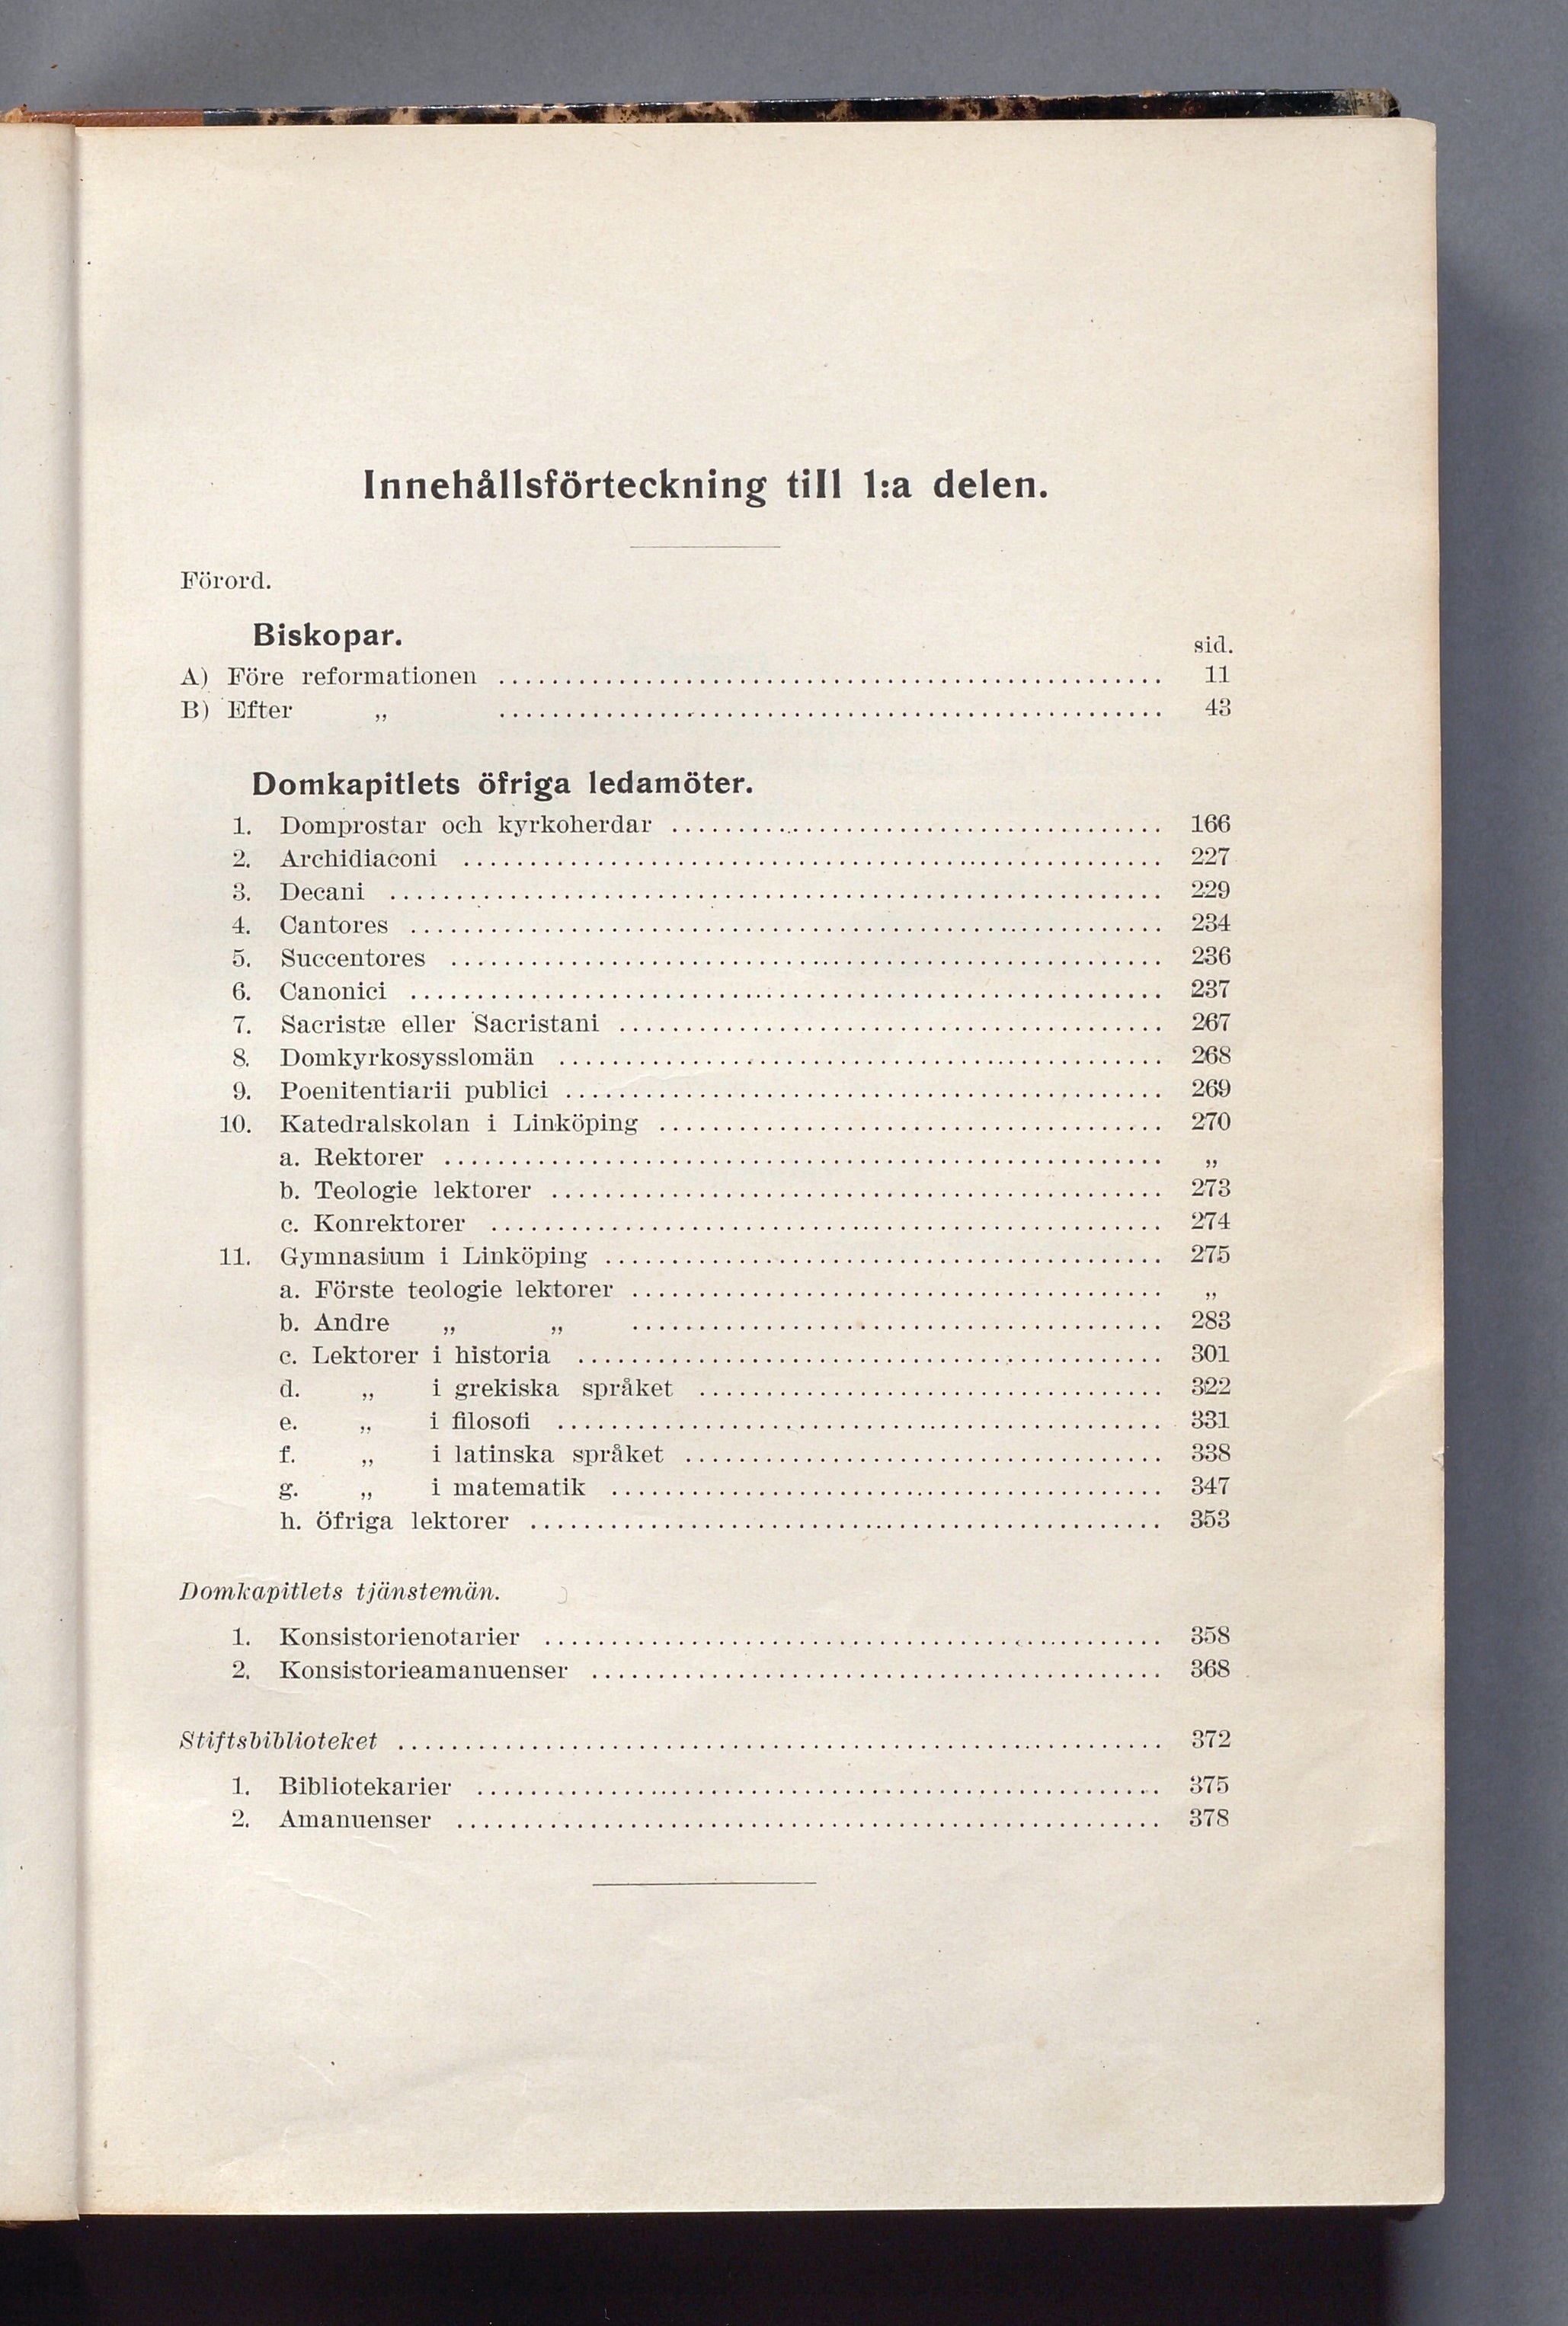 Innehållsförteckning till 1:a delen.
Förord.
Biskopar.
sid.
A) Före reformationen ........ 11
B) Efter „ ........ 43
Domkapitlets öfriga ledamöter.
1. Domprostar och kyrkoherdar ........ 166
2. Archidiaconi ........ 227
3. Decani ........ 229
4. Cantores ........ 234
5. Succentores ........ 236
6. Canonici ........ 237
7. Sacristæ eller Sacristani ........ 267
8. Domkyrkosysslomän ........ 268
9. Poenitentiarii publici ........ 269
10. Katedralskolan i Linköping ........ 270
a. Rektorer ........ „
b. Teologie lektorer ........ 273
c. Konrektorer ........ 274
11. Gymnasium i Linköping ........ 275
a. Förste teologie lektorer ........ „
b. Andre „ „ ........ 283
c. Lektorer i historia ........ 301
d. „ i grekiska språket ........ 322
e. „ i filosofi ........ 331
f. „ i latinska språket ........ 338
g. „ i matematik ........ 347
h. öfriga lektorer ........ 353
Domkapitlets tjänstemän.
1. Konsistorienotarier ........ 358
2. Konsistorieamanuenser ........ 368
Stiftsbiblioteket ........ 372
1. Bibliotekarier ........ 375
2. Amanuenser ........ 378